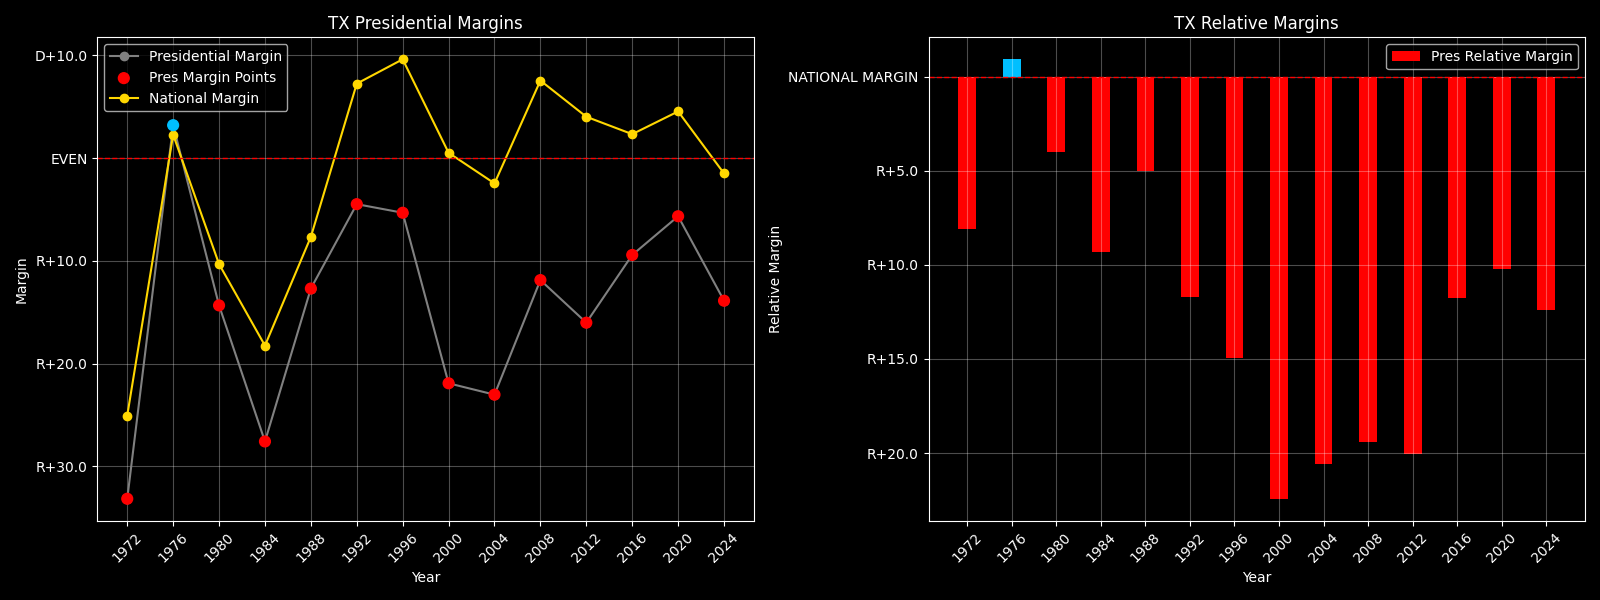 TX Presidential Margins
Presidential Margin
Pres Margin Points
National Margin
D+10.0
EVEN
R+10.0
R+20.0
R+30.0
Margin
1972
1976
1980
1984
1988
1992
1996
2000
2004
2008
2012
2016
2020
2024
Year
TX Relative Margins
Pres Relative Margin
NATIONAL MARGIN
R+5.0
R+10.0
R+15.0
R+20.0
Relative Margin
1972
1976
1980
1984
1988
1992
1996
2000
2004
2008
2012
2016
2020
2024
Year